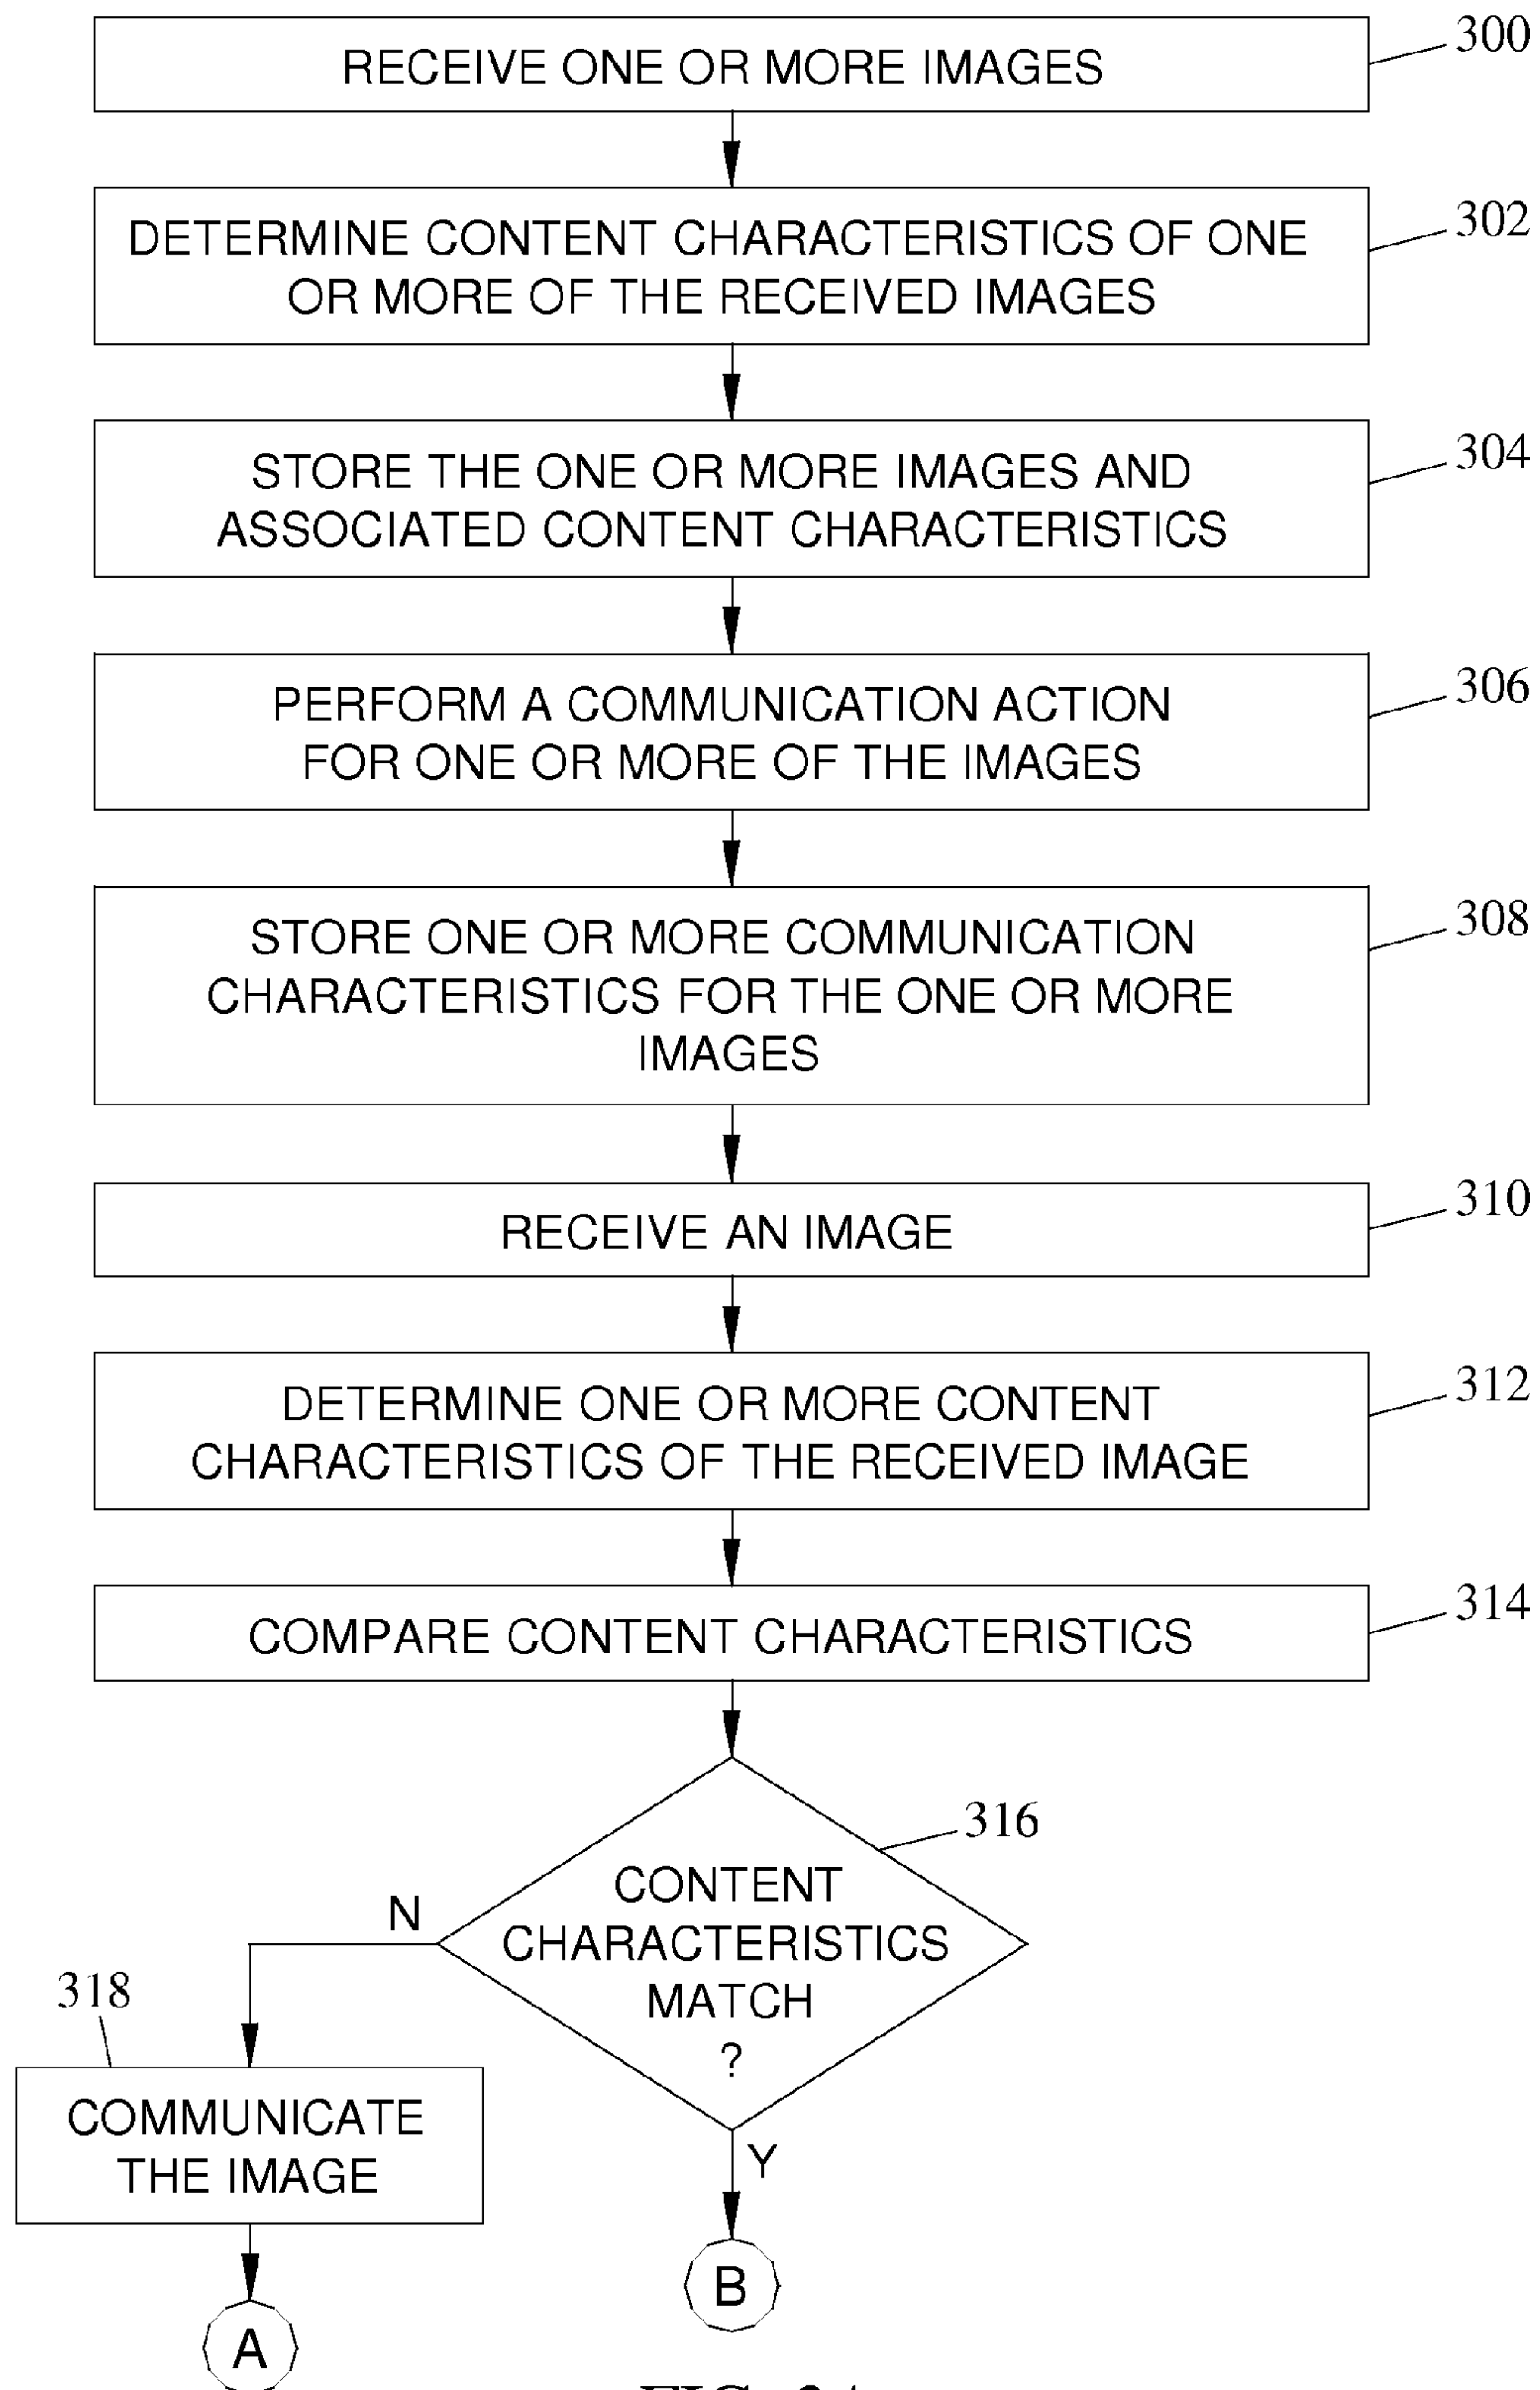 RECEIVE ONE OR MORE IMAGES
300
DETERMINE CONTENT CHARACTERISTICS OF ONE
OR MORE OF THE RECEIVED IMAGES
302
STORE THE ONE OR MORE IMAGES AND
ASSOCIATED CONTENT CHARACTERISTICS
304
PERFORM A COMMUNICATION ACTION
FOR ONE OR MORE OF THE IMAGES
306
STORE ONE OR MORE COMMUNICATION
CHARACTERISTICS FOR THE ONE OR MORE
IMAGES
308
RECEIVE AN IMAGE
310
DETERMINE ONE OR MORE CONTENT
CHARACTERISTICS OF THE RECEIVED IMAGE
312
COMPARE CONTENT CHARACTERISTICS
314
316
CONTENT
CHARACTERISTICS
MATCH
?
N
318
COMMUNICATE
THE IMAGE
Y
B
A